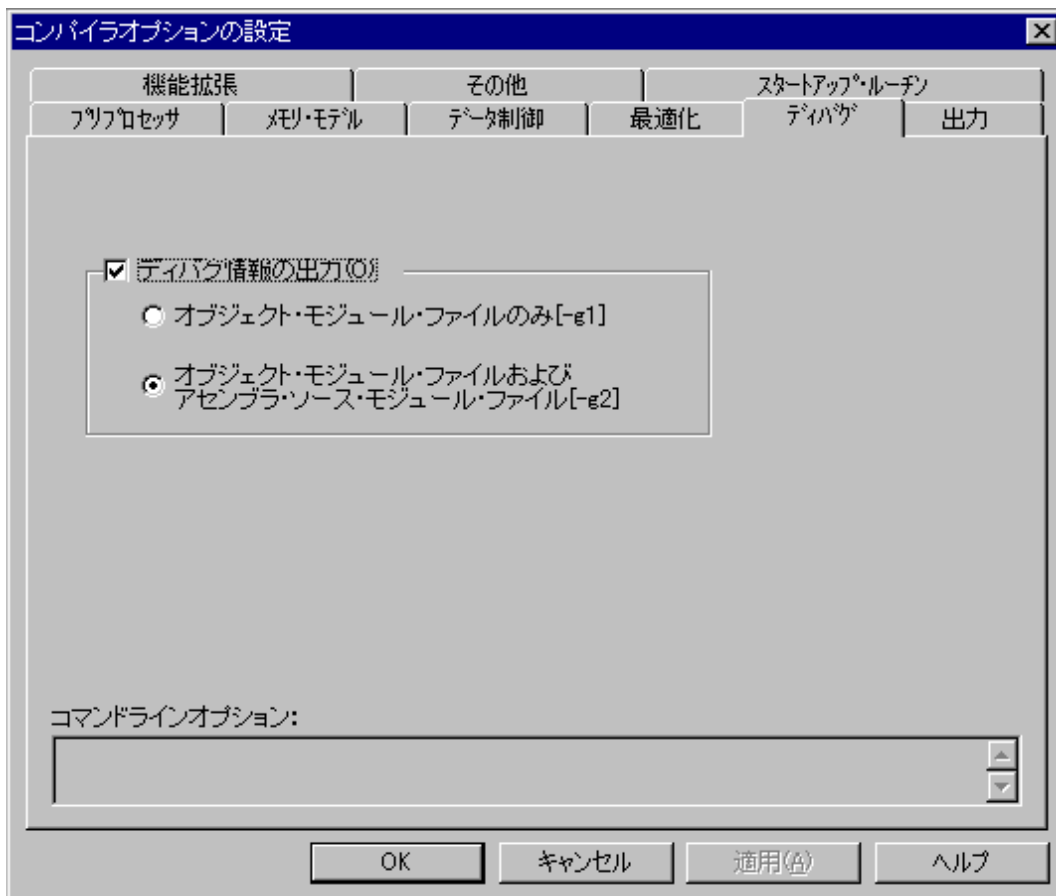 コンパイラオプションの設定
機能拡張 その他 ｽﾀｰﾄｱｯﾌﾟ･ﾙｰﾁﾝ
ﾌﾟﾘﾌﾟﾛｾｯｻ ﾒﾓﾘ･ﾓﾃﾞﾙ ﾃﾞｰﾀ制御 最適化 ﾃﾞｨﾊﾞｸﾞ 出力
ディバグ情報の出力(O)
オブジェクト・モジュール・ファイルのみ[-g1]
オブジェクト・モジュール・ファイルおよび
アセンブラ・ソース・モジュール・ファイル[-g2]
コマンドラインオプション:
OK キャンセル 適用(A) ヘルプ